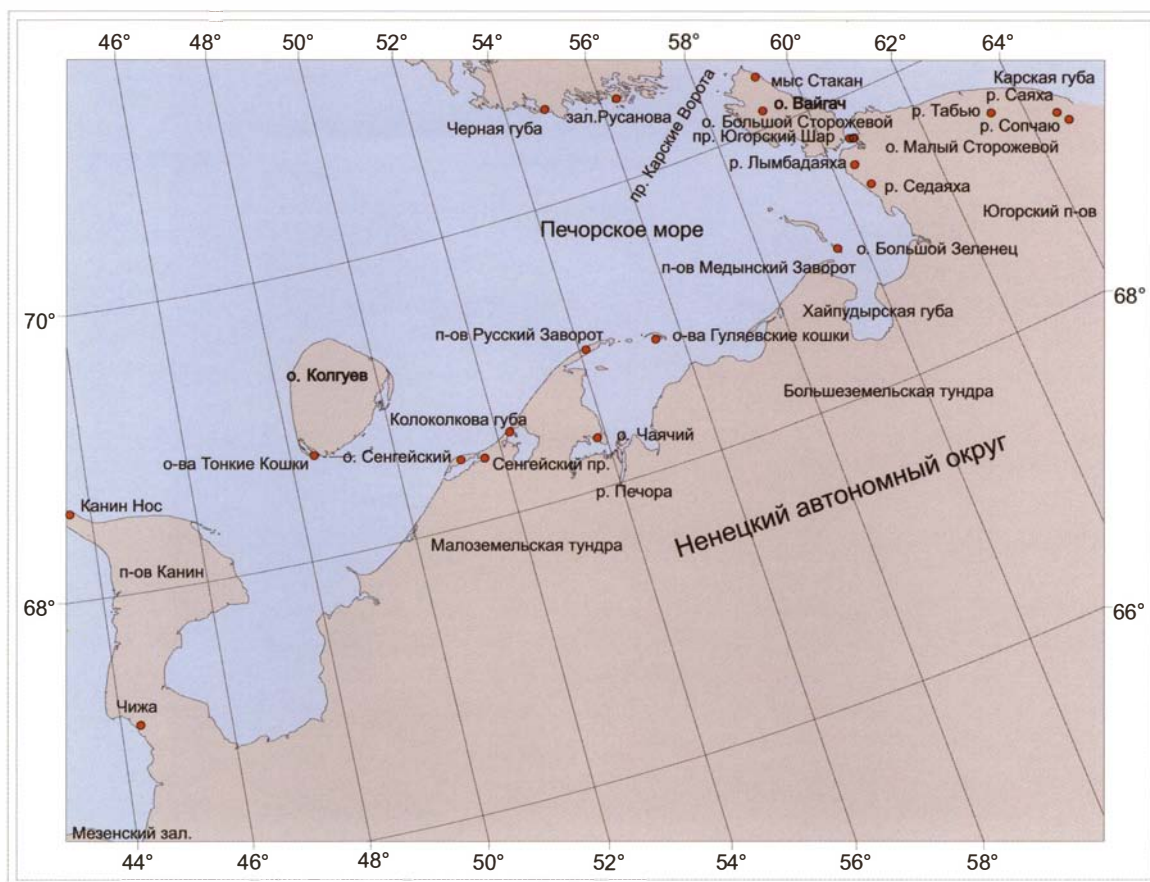 46° 48° 50° 52° 54° 56° 58° 60° 62° 64°
мыс Стакан
Карская губа
о. Вайгач
р. Саяха
р. Табью
Черная губа
зал.Русанова
пр. Карские Ворота
о. Большой Сторожевой
р. Сопчаю
пр. Югорский Шар
о. Малый Сторожевой
р. Лымбадаяха
р. Седаяха
Югорский п-ов
Печорское море
о. Большой Зеленец
п-ов Медынский Заворот
68°
70°
Хайпудырская губа
п-ов Русский Заворот
о-ва Гуляевские кошки
о. Колгуев
Большеземельская тундра
Колоколкова губа
о. Чаячий
о-ва Тонкие Кошки
о. Сенгейский
Сенгейский пр.
р. Печора
Канин Нос
Ненецкий автономный округ
Малоземельская тундра
п-ов Канин
68°
66°
Чижа
Мезенский зал.
44° 46° 48° 50° 52° 54° 56° 58°